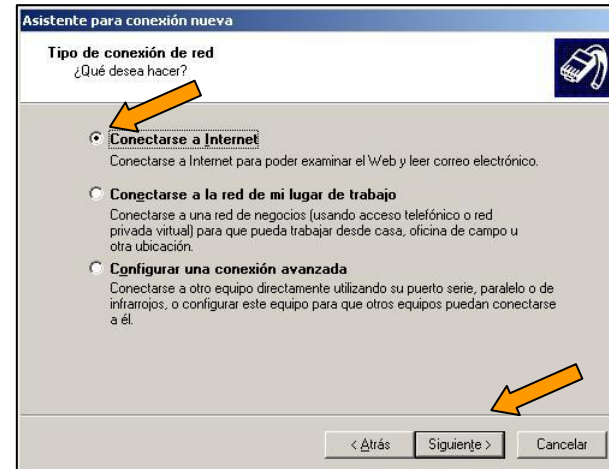 Asistente para conexión nueva
Tipo de conexión de red
¿Qué desea hacer?
Conectarse a Internet
Conectarse a Internet para poder examinar el Web y leer correo electrónico.
Conectarse a la red de mi lugar de trabajo
Conectarse a una red de negocios (usando acceso telefónico o red
privada virtual) para que pueda trabajar desde casa, oficina de campo u
otra ubicación.
Configurar una conexión avanzada
Conectarse a otro equipo directamente utilizando su puerto serie, paralelo o de
infrarrojos, o configurar este equipo para que otros equipos puedan conectarse
a él.
< Atrás Siguiente > Cancelar